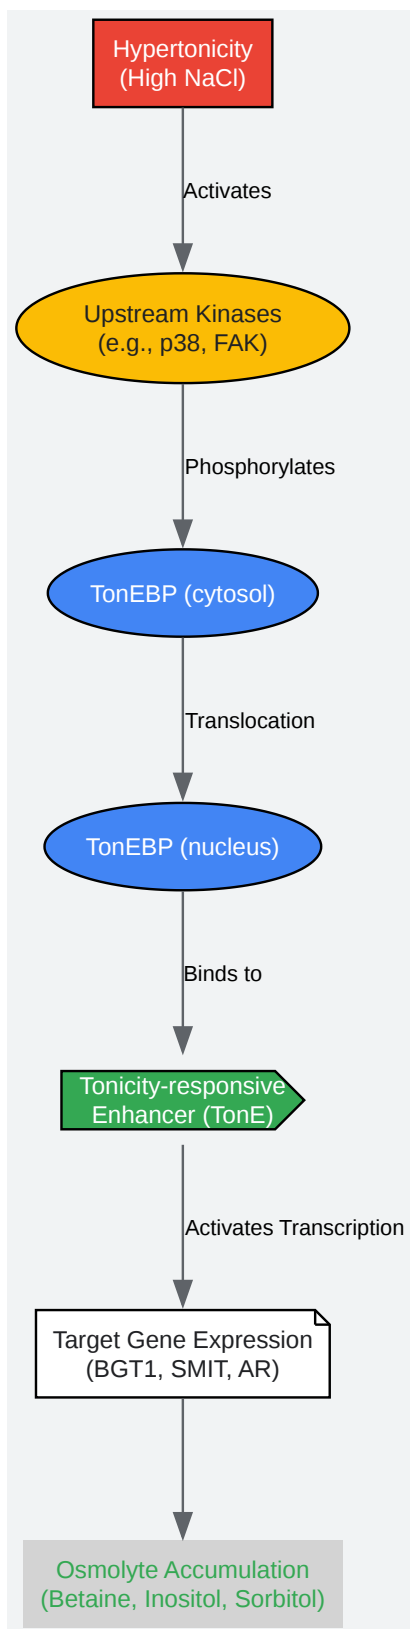 Hypertonicity
(High NaCl)
Activates
Upstream Kinases
(e.g., p38, FAK)
Phosphorylates
TonEBP (cytosol)
Translocation
TonEBP (nucleus)
Binds to
Tonicity-responsive
Enhancer (TonE)
Activates Transcription
Target Gene Expression
(BGT1, SMIT, AR)
Osmolyte Accumulation
(Betaine, Inositol, Sorbitol)